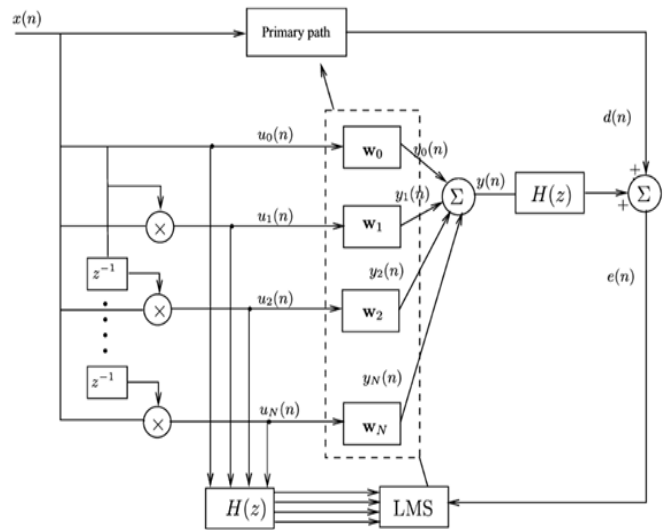 x(n)
Primary path
d(n)
u₀(n)
w₀
y₀(n)
y(n)
H(z)
+
Σ
Σ
+
y₁(n)
u₁(n)
w₁
×
e(n)
z⁻¹
y₂(n)
u₂(n)
w₂
×
z⁻¹
y_N(n)
u_N(n)
w_N
×
H(z)
LMS